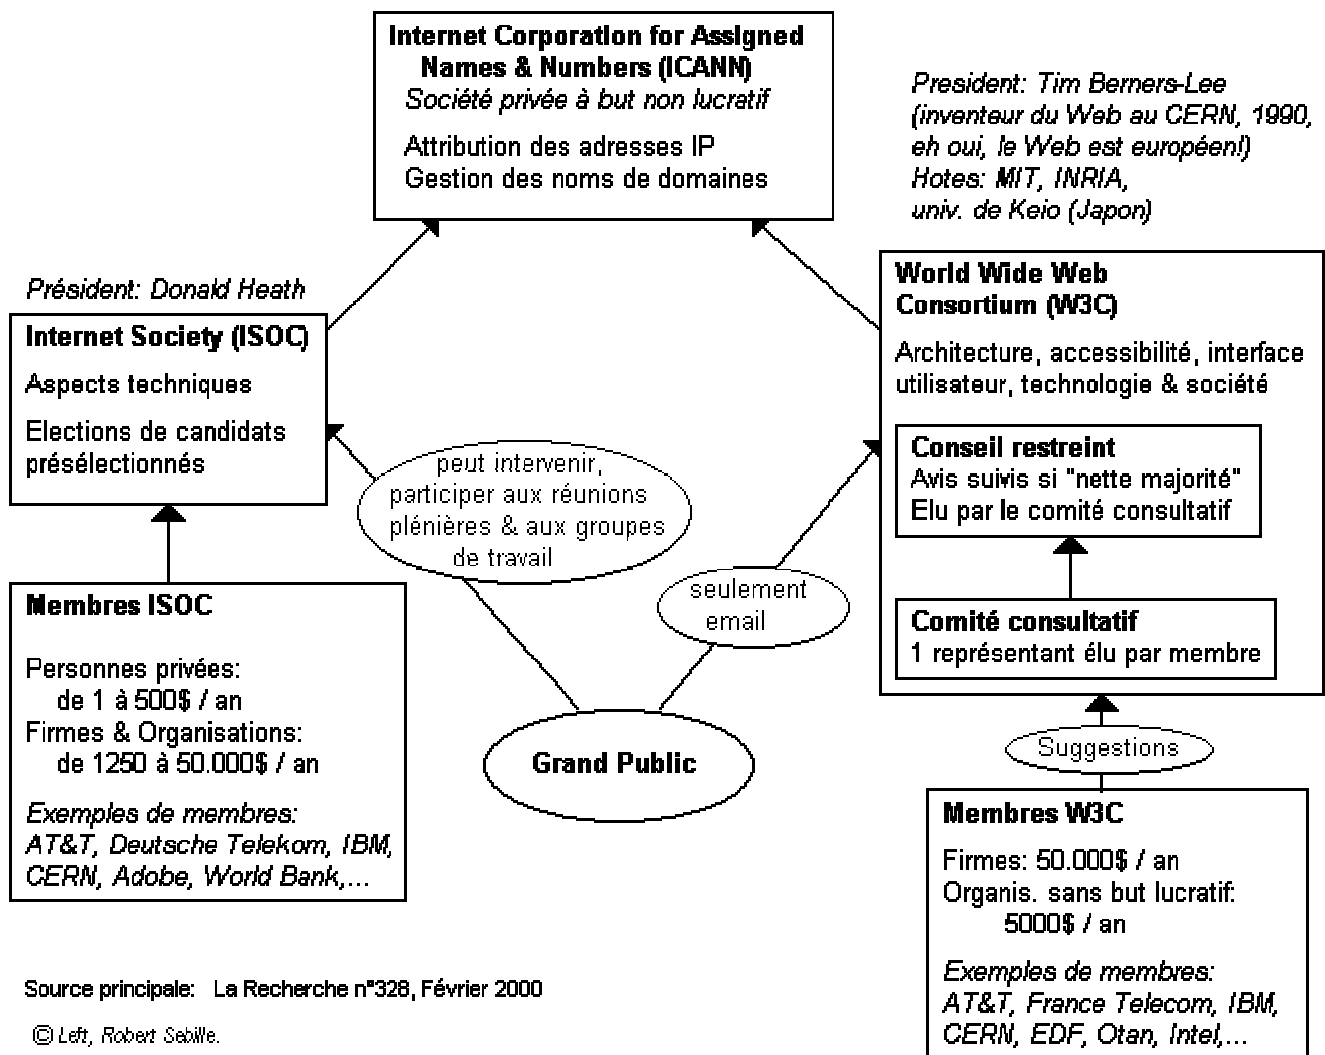 Internet Corporation for Assigned
Names & Numbers (ICANN)
Société privée à but non lucratif
Attribution des adresses IP
Gestion des noms de domaines
President: Tim Berners-Lee
(inventeur du Web au CERN, 1990,
eh oui, le Web est européen!)
Hotes: MIT, INRIA,
univ. de Keio (Japon)
Président: Donald Heath
Internet Society (ISOC)
Aspects techniques
Elections de candidats
présélectionnés
World Wide Web
Consortium (W3C)
Architecture, accessibilité, interface
utilisateur, technologie & société
Conseil restreint
Avis suivis si "nette majorité"
Elu par le comité consultatif
Comité consultatif
1 représentant élu par membre
peut intervenir,
participer aux réunions
plénières & aux groupes
de travail
seulement
email
Membres ISOC
Personnes privées:
de 1 à 500$ / an
Firmes & Organisations:
de 1250 à 50.000$ / an
Exemples de membres:
AT&T, Deutsche Telekom, IBM,
CERN, Adobe, World Bank,...
Grand Public
Suggestions
Membres W3C
Firmes: 50.000$ / an
Organis. sans but lucratif:
5000$ / an
Exemples de membres:
AT&T, France Telecom, IBM,
CERN, EDF, Otan, Intel,...
Source principale: La Recherche n°328, Février 2000
© Left, Robert Sebille.